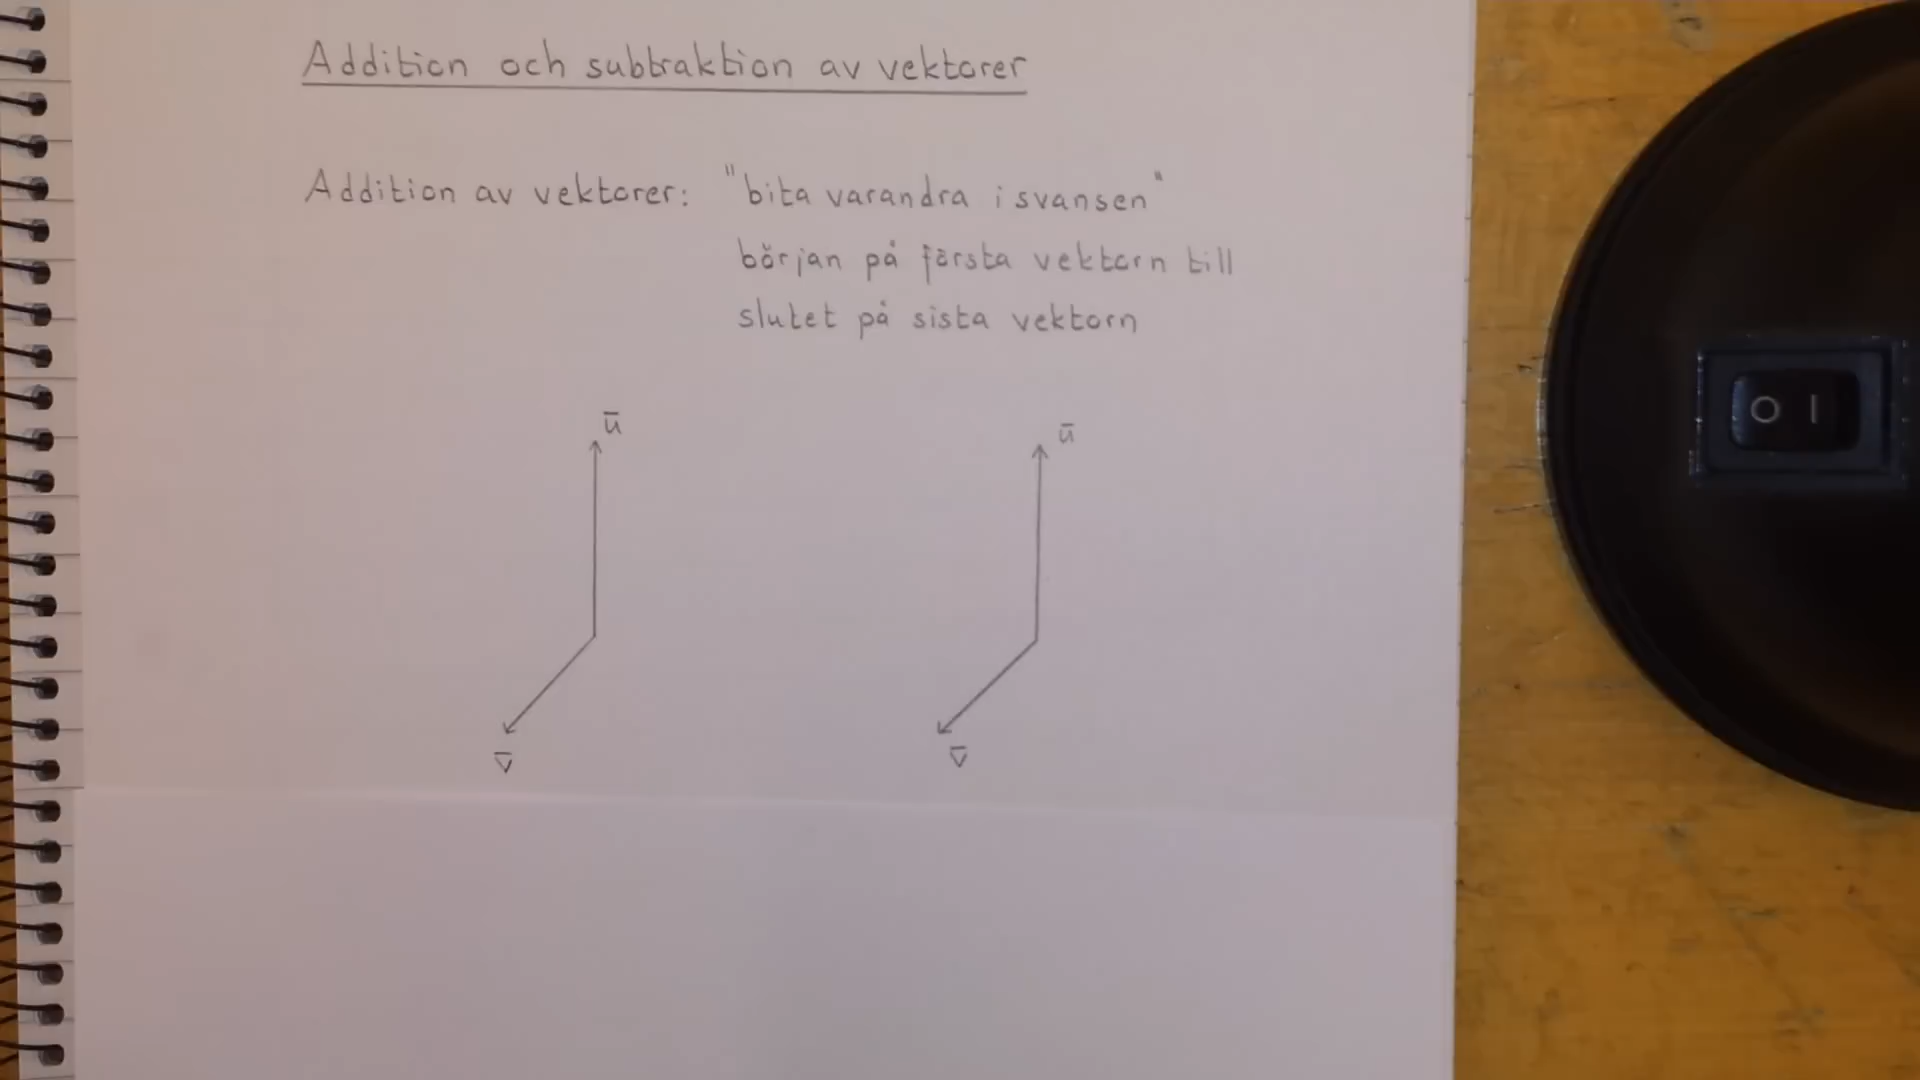 Addition och subtraktion av vektorer
Addition av vektorer: "bita varandra i svansen"
början på första vektorn till
slutet på sista vektorn
ū
ū
v̄
v̄
O I